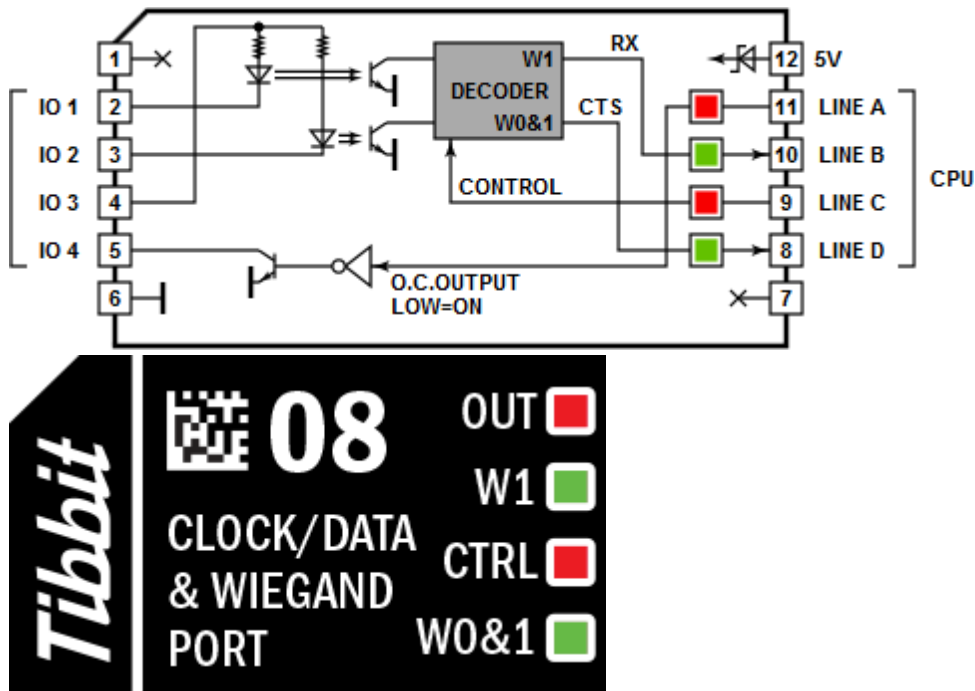 1
12 5V
W1
RX
IO 1
2
DECODER
11 LINE A
W0&1
CTS
IO 2
3
10 LINE B
CPU
IO 3
4
CONTROL
9 LINE C
IO 4
5
8 LINE D
O.C.OUTPUT
LOW=ON
6
7
Tibbit
08
CLOCK/DATA
& WIEGAND
PORT
OUT
W1
CTRL
W0&1